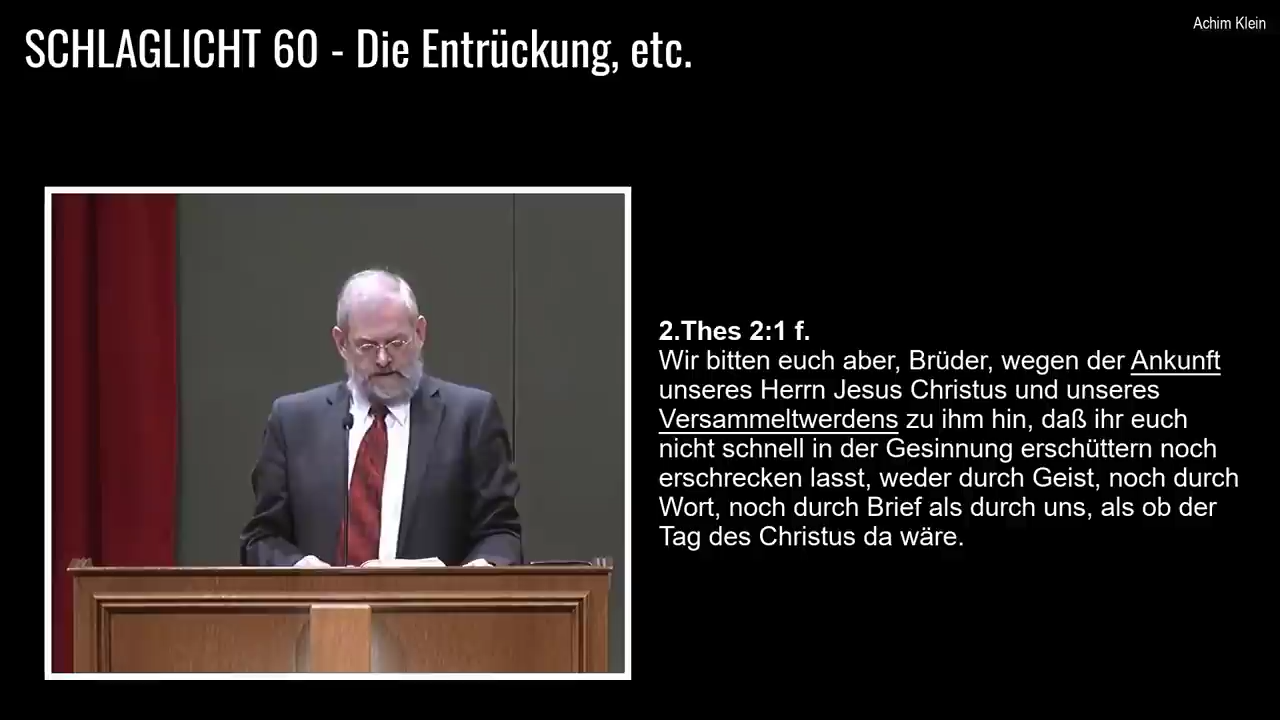 SCHLAGLICHT 60 - Die Entrückung, etc.
Achim Klein
2.Thes 2:1 f.
Wir bitten euch aber, Brüder, wegen der Ankunft
unseres Herrn Jesus Christus und unseres
Versammeltwerdens zu ihm hin, daß ihr euch
nicht schnell in der Gesinnung erschüttern noch
erschrecken lasst, weder durch Geist, noch durch
Wort, noch durch Brief als durch uns, als ob der
Tag des Christus da wäre.